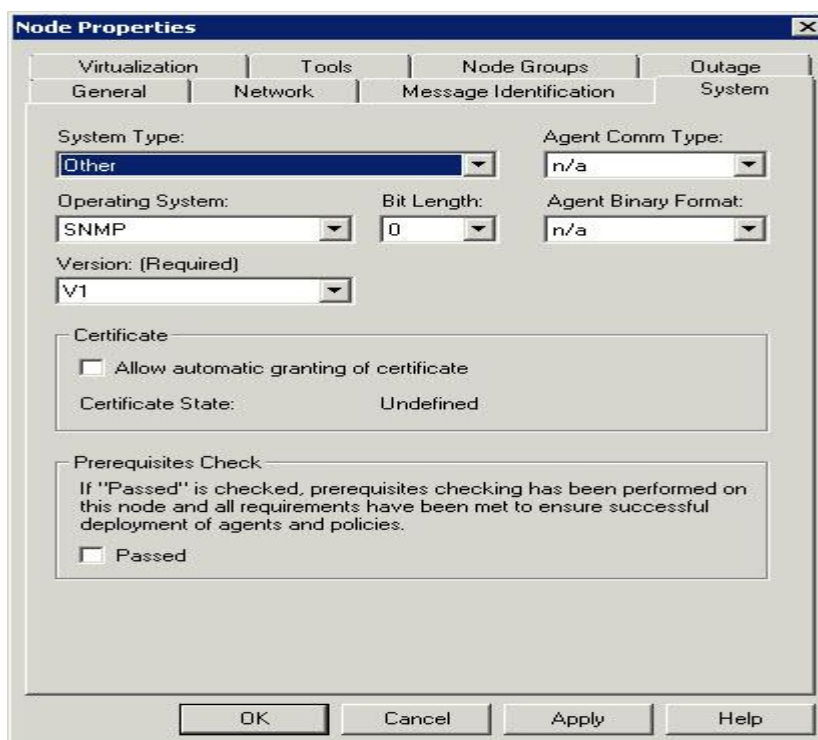 Node Properties
Virtualization Tools Node Groups Outage
General Network Message Identification System
System Type: Agent Comm Type:
Other n/a
Operating System: Bit Length: Agent Binary Format:
SNMP 0 n/a
Version: (Required)
V1
Certificate
Allow automatic granting of certificate
Certificate State: Undefined
Prerequisites Check
If "Passed" is checked, prerequisites checking has been performed on
this node and all requirements have been met to ensure successful
deployment of agents and policies.
Passed
OK Cancel Apply Help